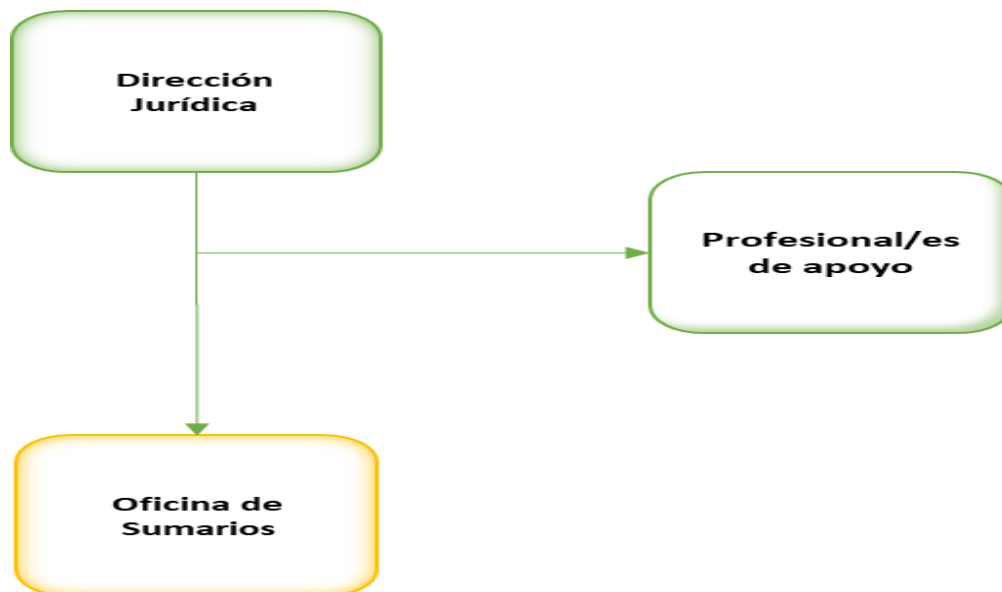 Dirección
Jurídica
Profesional/es
de apoyo
Oficina de
Sumarios